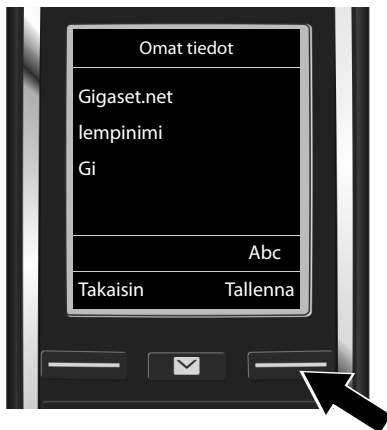 Omat tiedot
Gigaset.net
lempinimi
Gi
Abc
Takaisin Tallenna